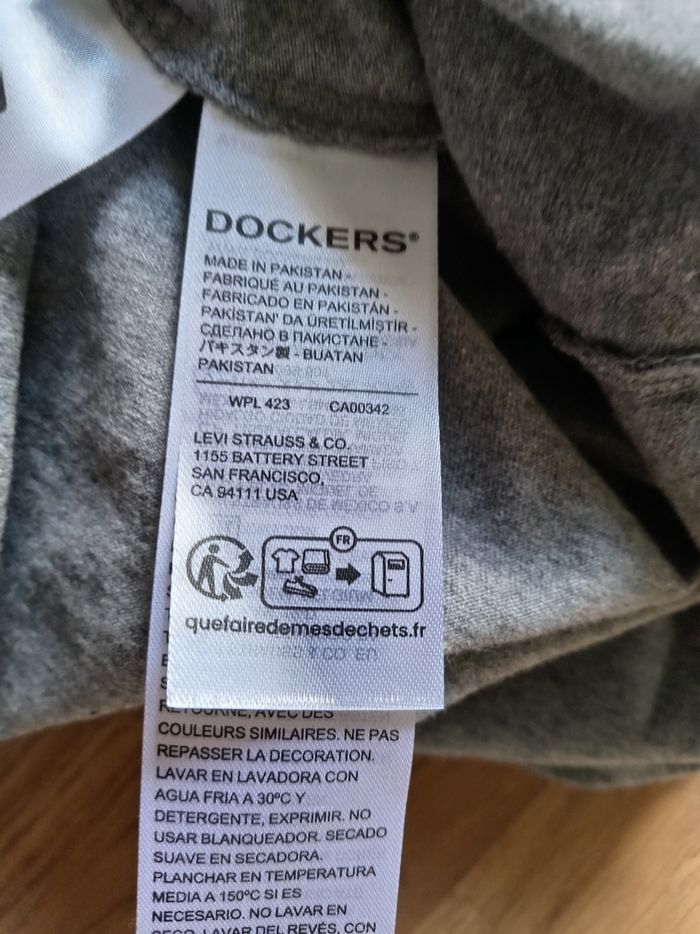 DOCKERS®
MADE IN PAKISTAN -
FABRIQUÉ AU PAKISTAN -
FABRICADO EN PAKISTÁN -
PAKİSTAN' DA ÜRETİLMİŞTİR -
СДЕЛАНО В ПАКИСТАНЕ -
パキスタン製 - BUATAN
PAKISTAN
WPL 423 CA00342
LEVI STRAUSS & CO.
1155 BATTERY STREET
SAN FRANCISCO,
CA 94111 USA
FR
quefairedemesdechets.fr
RETOURNÉ, AVEC DES
COULEURS SIMILAIRES. NE PAS
REPASSER LA DECORATION.
LAVAR EN LAVADORA CON
AGUA FRIA A 30°C Y
DETERGENTE, EXPRIMIR. NO
USAR BLANQUEADOR. SECADO
SUAVE EN SECADORA.
PLANCHAR EN TEMPERATURA
MEDIA A 150°C SI ES
NECESARIO. NO LAVAR EN
SECO. LAVAR DEL REVÉS, CON